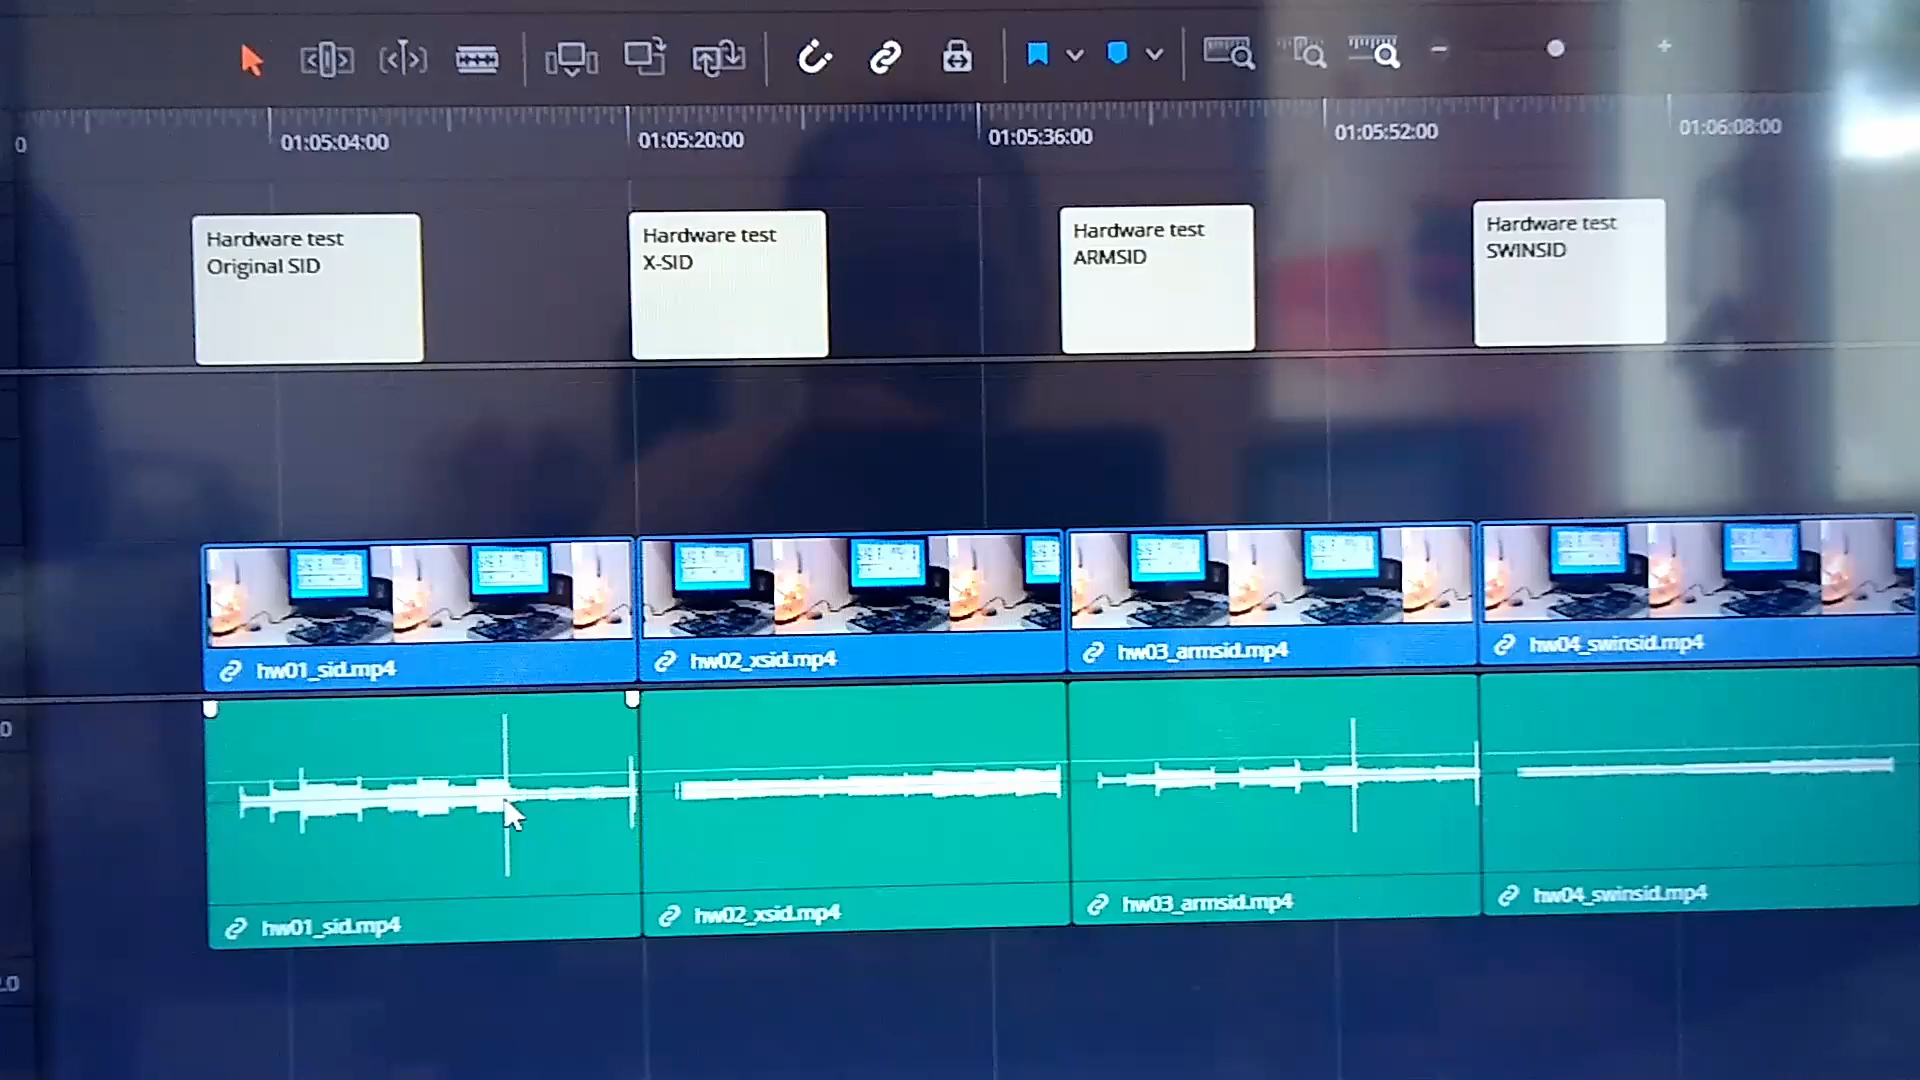 0
01:05:04:00
01:05:20:00
01:05:36:00
01:05:52:00
01:06:08:00
Hardware test
Original SID
Hardware test
X-SID
Hardware test
ARMSID
Hardware test
SWINSID
hw01_sid.mp4
hw02_xsid.mp4
hw03_armsid.mp4
hw04_swinsid.mp4
hw01_sid.mp4
hw02_xsid.mp4
hw03_armsid.mp4
hw04_swinsid.mp4